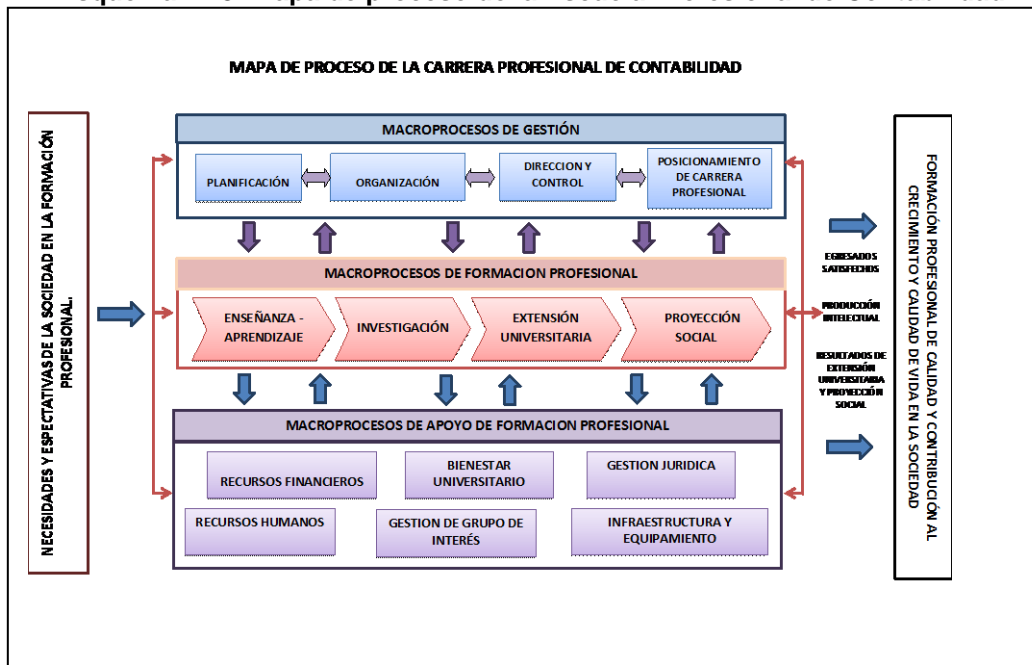 MAPA DE PROCESO DE LA CARRERA PROFESIONAL DE CONTABILIDAD
NECESIDADES Y ESPECTATIVAS DE LA SOCIEDAD EN LA FORMACIÓN
PROFESIONAL.
MACROPROCESOS DE GESTIÓN
PLANIFICACIÓN
ORGANIZACIÓN
DIRECCION Y
CONTROL
POSICIONAMIENTO
DE CARRERA
PROFESIONAL
MACROPROCESOS DE FORMACION PROFESIONAL
ENSEÑANZA -
APRENDIZAJE
INVESTIGACIÓN
EXTENSIÓN
UNIVERSITARIA
PROYECCIÓN
SOCIAL
MACROPROCESOS DE APOYO DE FORMACION PROFESIONAL
RECURSOS FINANCIEROS
BIENESTAR
UNIVERSITARIO
GESTION JURIDICA
RECURSOS HUMANOS
GESTION DE GRUPO DE
INTERÉS
INFRAESTRUCTURA Y
EQUIPAMIENTO
EGRESADOS
SATISFECHOS
PRODUCCIÓN
INTELECTUAL
RESULTADOS DE
EXTENSIÓN
UNIVERSITARIA
Y PROYECCIÓN
SOCIAL
FORMACIÓN PROFESIONAL DE CALIDAD Y CONTRIBUCIÓN AL
CRECIMIENTO Y CALIDAD DE VIDA EN LA SOCIEDAD